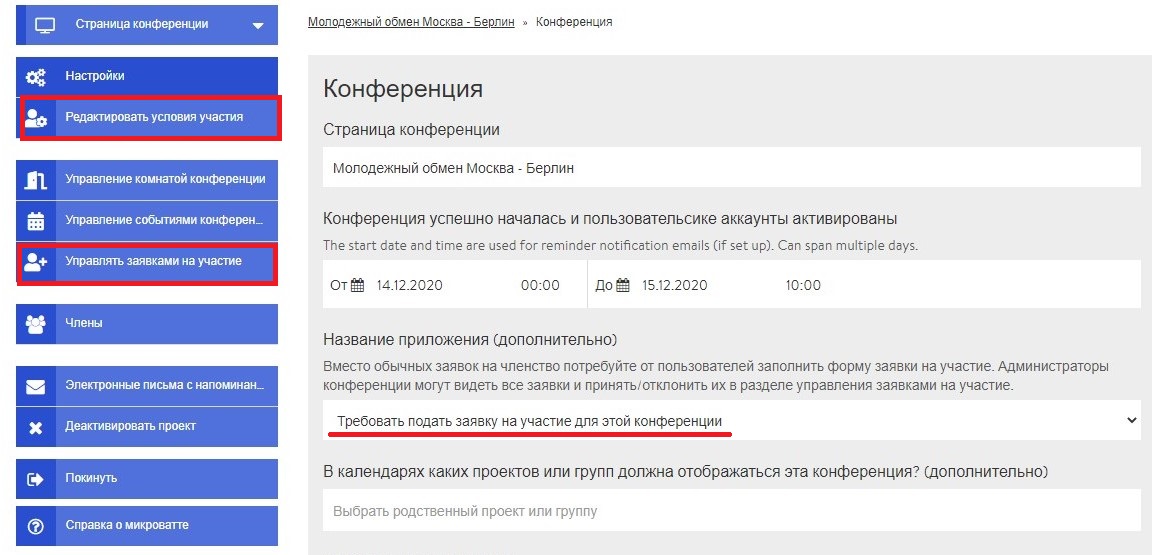 Страница конференции
Настройки
Редактировать условия участия
Управление комнатой конференции
Управление событиями конферен...
Управлять заявками на участие
Члены
Электронные письма с напоминан...
Деактивировать проект
Покинуть
Справка о микроватте
Молодежный обмен Москва - Берлин » Конференция
Конференция
Страница конференции
Молодежный обмен Москва - Берлин
Конференция успешно началась и пользовательсике аккаунты активированы
The start date and time are used for reminder notification emails (if set up). Can span multiple days.
От 14.12.2020 00:00 До 15.12.2020 10:00
Название приложения (дополнительно)
Вместо обычных заявок на членство потребуйте от пользователей заполнить форму заявки на участие. Администраторы
конференции могут видеть все заявки и принять/отклонить их в разделе управления заявками на участие.
Требовать подать заявку на участие для этой конференции
В календарях каких проектов или групп должна отображаться эта конференция? (дополнительно)
Выбрать родственный проект или группу